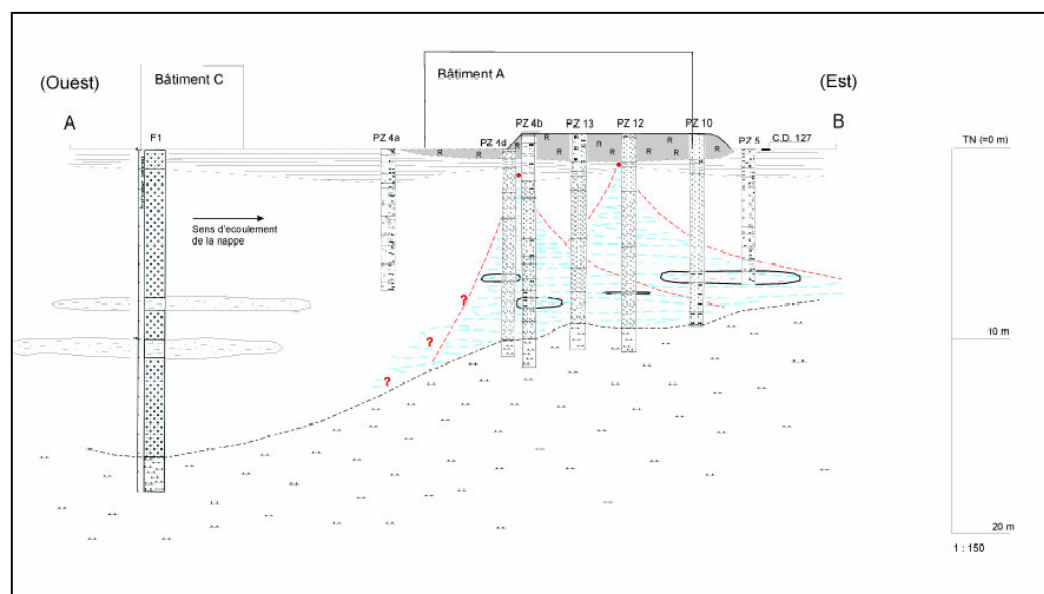 (Ouest)
Bâtiment C
Bâtiment A
(Est)
A
F1
PZ 4a
PZ 4d
PZ 4b
PZ 13
PZ 12
PZ 10
PZ 5
C.D. 127
B
TN (=0 m)
R R R R R R R R R R R R
Sens d'ecoulement
de la nappe
?
?
?
10 m
20 m
1 : 150